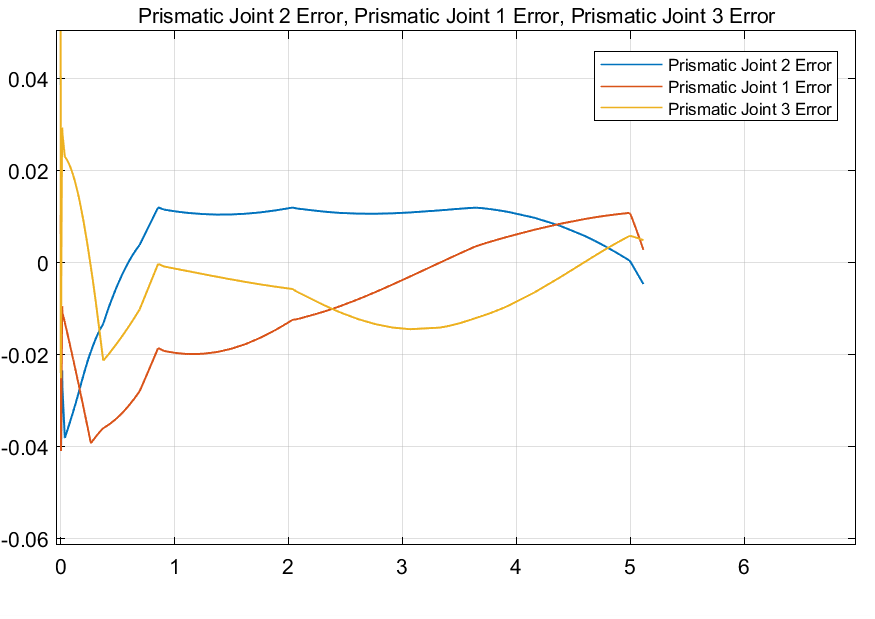 Prismatic Joint 2 Error, Prismatic Joint 1 Error, Prismatic Joint 3 Error
Prismatic Joint 2 Error
Prismatic Joint 1 Error
Prismatic Joint 3 Error
0.04
0.02
0
-0.02
-0.04
-0.06
0 1 2 3 4 5 6